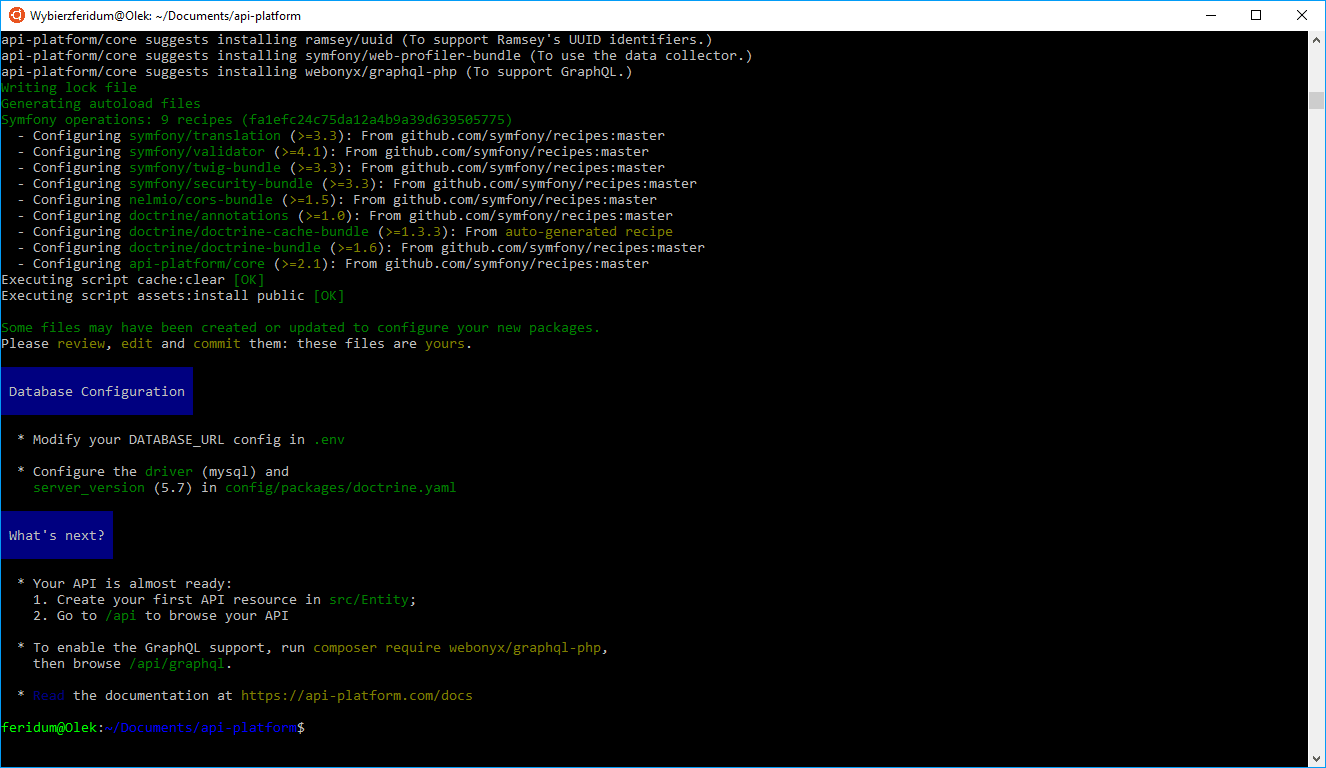 Wybierzferidum@Olek: ~/Documents/api-platform
api-platform/core suggests installing ramsey/uuid (To support Ramsey's UUID identifiers.)
api-platform/core suggests installing symfony/web-profiler-bundle (To use the data collector.)
api-platform/core suggests installing webonyx/graphql-php (To support GraphQL.)
Writing lock file
Generating autoload files
Symfony operations: 9 recipes (fa1efc24c75da12a4b9a39d639505775)
  - Configuring symfony/translation (>=3.3): From github.com/symfony/recipes:master
  - Configuring symfony/validator (>=4.1): From github.com/symfony/recipes:master
  - Configuring symfony/twig-bundle (>=3.3): From github.com/symfony/recipes:master
  - Configuring symfony/security-bundle (>=3.3): From github.com/symfony/recipes:master
  - Configuring nelmio/cors-bundle (>=1.5): From github.com/symfony/recipes:master
  - Configuring doctrine/annotations (>=1.0): From github.com/symfony/recipes:master
  - Configuring doctrine/doctrine-cache-bundle (>=1.3.3): From auto-generated recipe
  - Configuring doctrine/doctrine-bundle (>=1.6): From github.com/symfony/recipes:master
  - Configuring api-platform/core (>=2.1): From github.com/symfony/recipes:master
Executing script cache:clear [OK]
Executing script assets:install public [OK]
Some files may have been created or updated to configure your new packages.
Please review, edit and commit them: these files are yours.
Database Configuration
  * Modify your DATABASE_URL config in .env
  * Configure the driver (mysql) and
    server_version (5.7) in config/packages/doctrine.yaml
What's next?
  * Your API is almost ready:
    1. Create your first API resource in src/Entity;
    2. Go to /api to browse your API
  * To enable the GraphQL support, run composer require webonyx/graphql-php,
    then browse /api/graphql.
  * Read the documentation at https://api-platform.com/docs
feridum@Olek:~/Documents/api-platform$